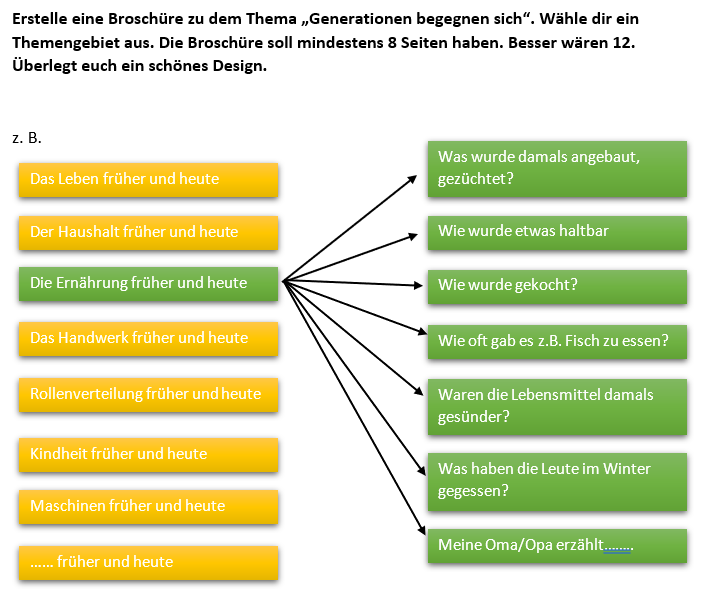 Erstelle eine Broschüre zu dem Thema „Generationen begegnen sich“. Wähle dir ein
Themengebiet aus. Die Broschüre soll mindestens 8 Seiten haben. Besser wären 12.
Überlegt euch ein schönes Design.
z. B.
Das Leben früher und heute
Der Haushalt früher und heute
Die Ernährung früher und heute
Das Handwerk früher und heute
Rollenverteilung früher und heute
Kindheit früher und heute
Maschinen früher und heute
…… früher und heute
Was wurde damals angebaut,
gezüchtet?
Wie wurde etwas haltbar
Wie wurde gekocht?
Wie oft gab es z.B. Fisch zu essen?
Waren die Lebensmittel damals
gesünder?
Was haben die Leute im Winter
gegessen?
Meine Oma/Opa erzählt……..